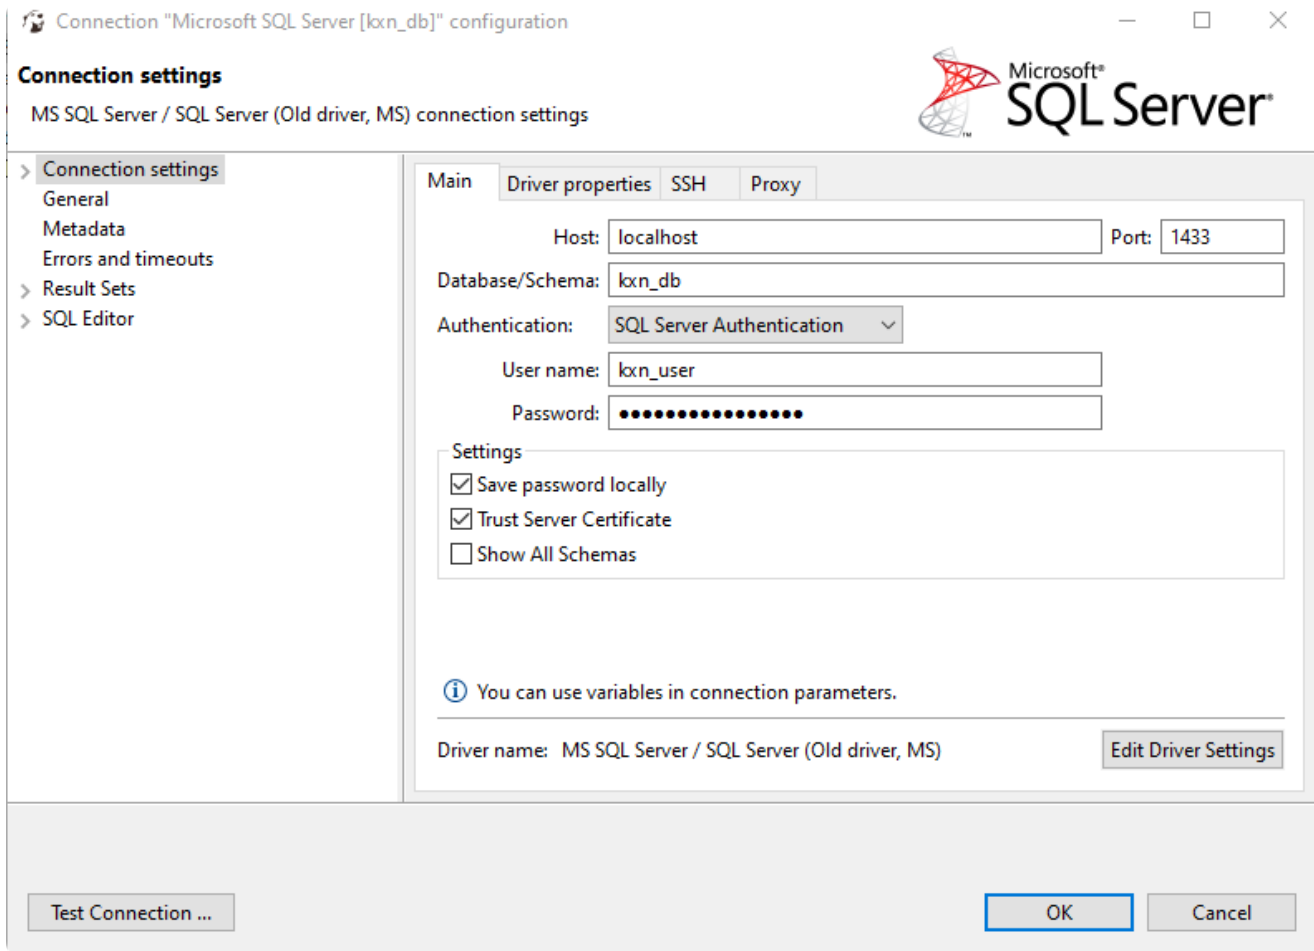 Connection "Microsoft SQL Server [kxn_db]" configuration
Connection settings
MS SQL Server / SQL Server (Old driver, MS) connection settings
Microsoft®
SQL Server®
™
Connection settings
General
Metadata
Errors and timeouts
Result Sets
SQL Editor
Main Driver properties SSH Proxy
Host: localhost Port: 1433
Database/Schema: kxn_db
Authentication: SQL Server Authentication
User name: kxn_user
Password: ••••••••••••••••
Settings
Save password locally
Trust Server Certificate
Show All Schemas
You can use variables in connection parameters.
Driver name: MS SQL Server / SQL Server (Old driver, MS) Edit Driver Settings
Test Connection ... OK Cancel